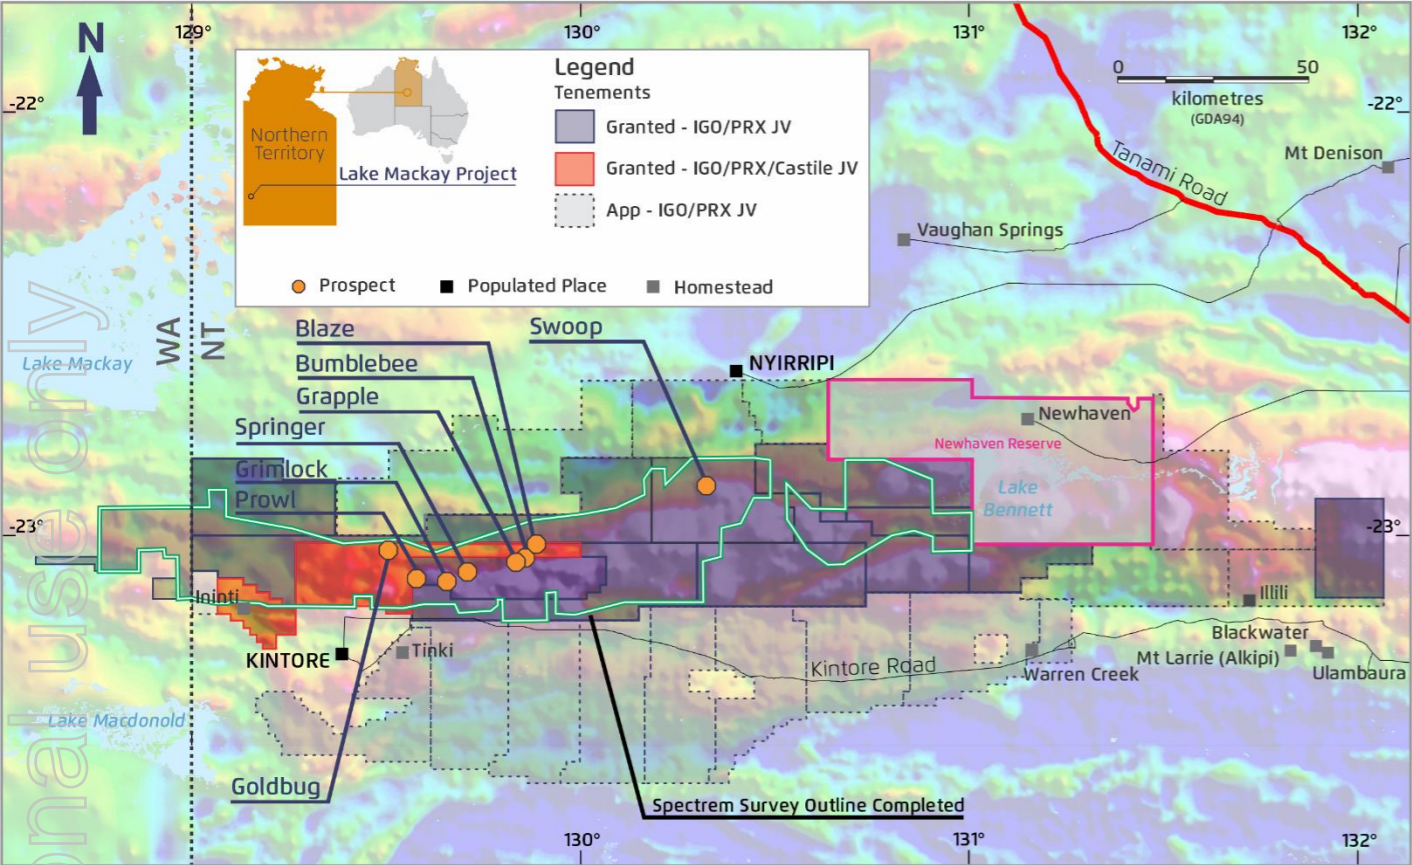 129°
130°
131°
132°
N
-22°
-22°
Northern
Territory
Lake Mackay Project
Legend
Tenements
Granted - IGO/PRX JV
Granted - IGO/PRX/Castile JV
App - IGO/PRX JV
Prospect
Populated Place
Homestead
0
50
kilometres
(GDA94)
Tanami Road
Mt Denison
Vaughan Springs
WA
NT
Lake Mackay
Blaze
Bumblebee
Grapple
Springer
Grimlock
Prowl
Swoop
NYIRRIPI
Newhaven
Newhaven Reserve
Lake
Bennett
-23°
-23°
Ininti
KINTORE
Tinki
Kintore Road
Illili
Blackwater
Mt Larrie (Alkipi)
Ulambaura
Warren Creek
Lake Macdonold
Goldbug
Spectrem Survey Outline Completed
130°
131°
132°
onal use only